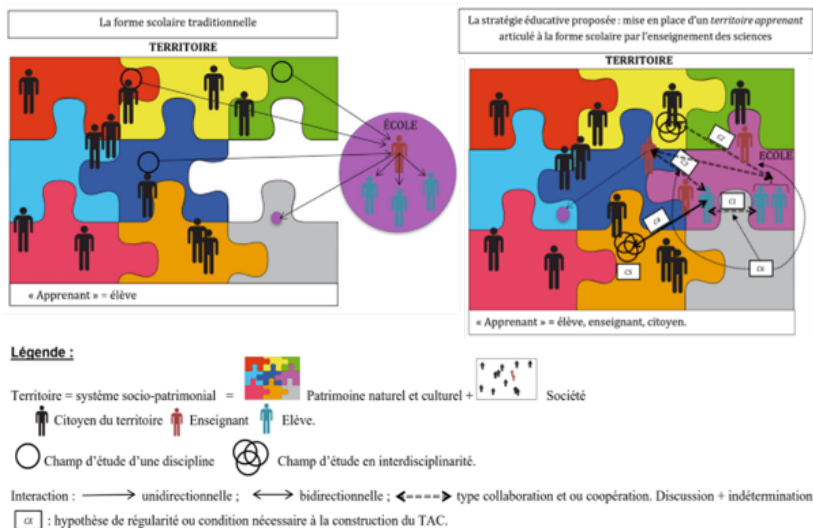 La forme scolaire traditionnelle
TERRITOIRE
ÉCOLE
« Apprenant » = élève
La stratégie éducative proposée : mise en place d'un territoire apprenant
articulé à la forme scolaire par l'enseignement des sciences
TERRITOIRE
C2
ECOLE
C3
C1
C4
C5
C6
« Apprenant » = élève, enseignant, citoyen.
Légende :
Territoire = système socio-patrimonial = Patrimoine naturel et culturel + Société
Citoyen du territoire Enseignant Elève.
Champ d'étude d'une discipline Champ d'étude en interdisciplinarité.
Interaction : unidirectionnelle ; bidirectionnelle ; type collaboration et ou coopération. Discussion + indétermination
: hypothèse de régularité ou condition nécessaire à la construction du TAC.